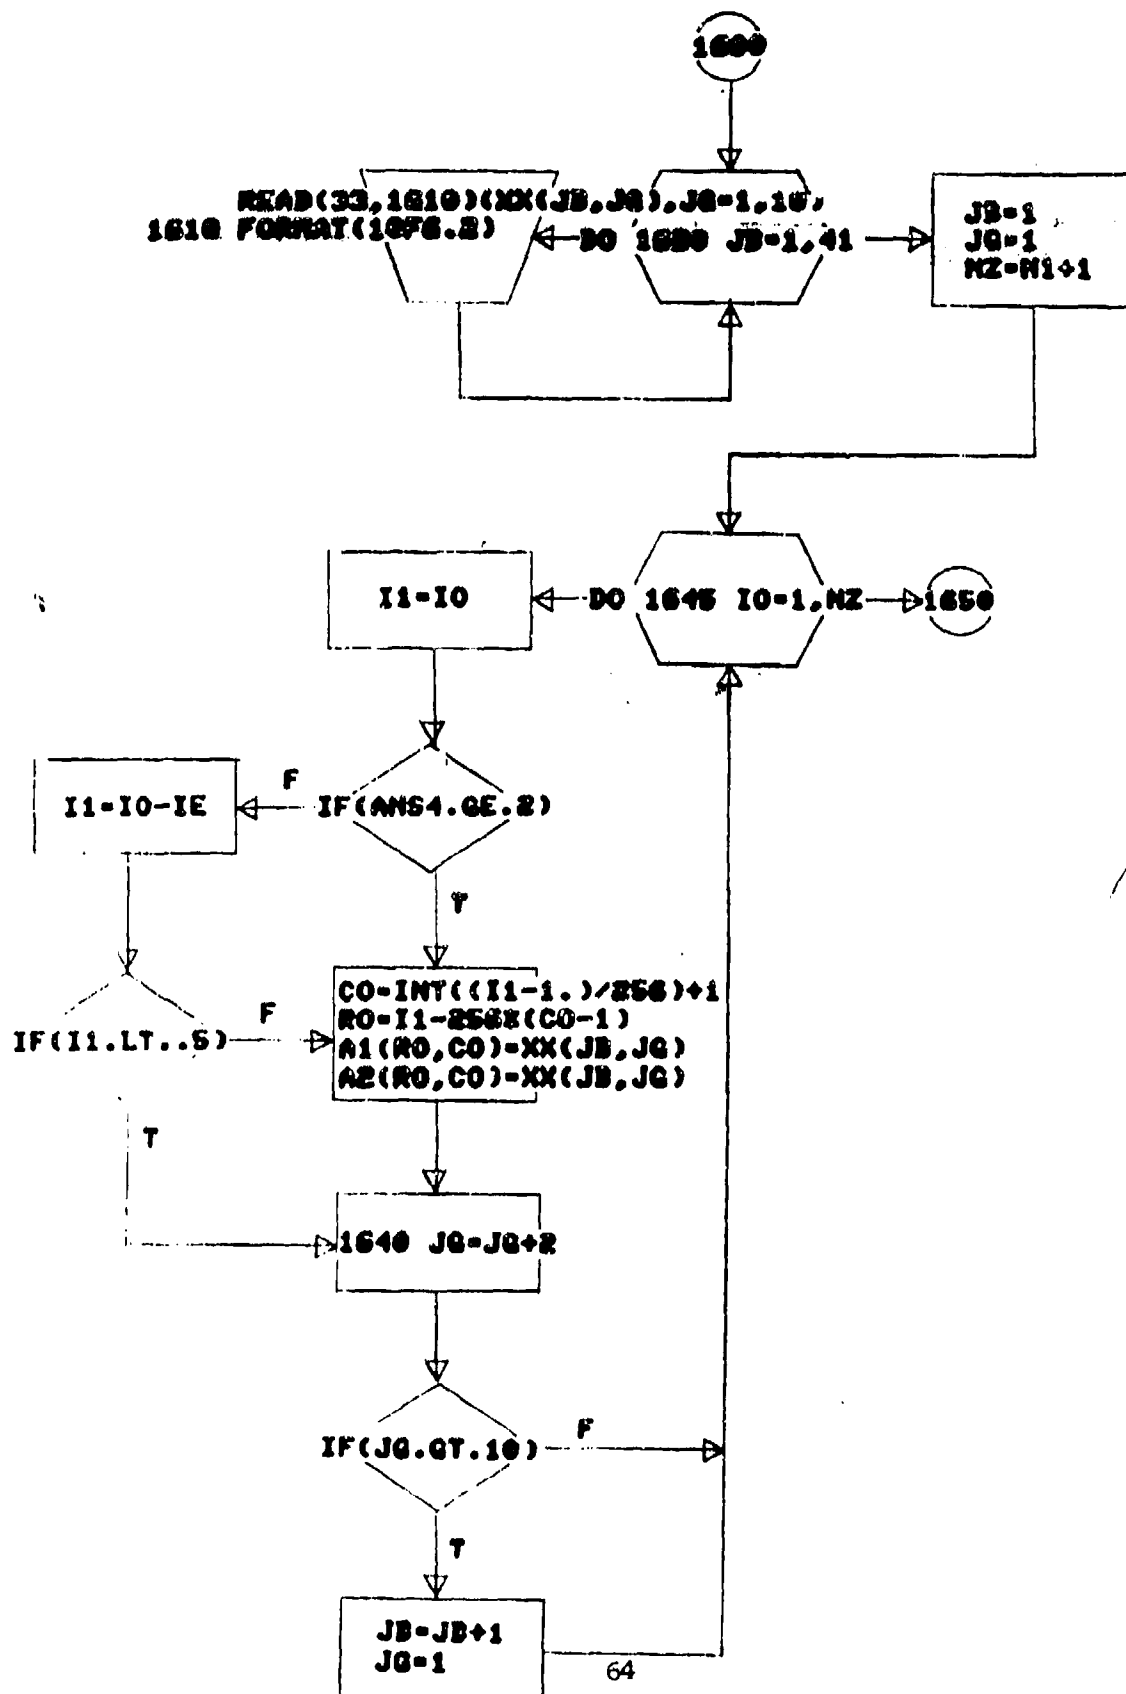 1600
READ(33,1610)(XX(JB,JG),JG=1,10)
1610 FORMAT(10F6.2)
DO 1620 JB=1,41
JB=1
JG=1
MZ=M1+1
I1=IO
DO 1645 IO=1,MZ
1650
I1=IO-IE
F
IF(ANS4.GE.2)
T
CO=INT((I1-1.)/256)+1
RO=I1-256*(CO-1)
A1(RO,CO)=XX(JB,JG)
A2(RO,CO)=XX(JB,JG)
IF(I1.LT..5)
F
T
1640 JG=JG+2
IF(JG.GT.10)
F
T
JB=JB+1
JG=1
64